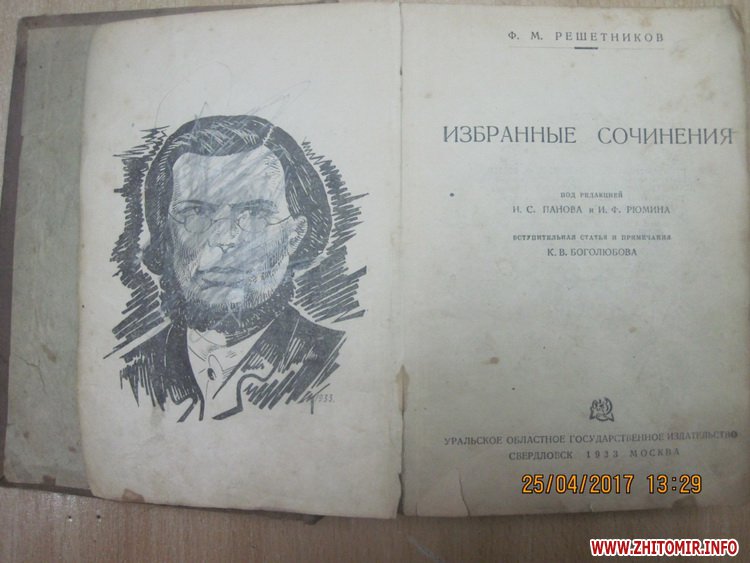 Ф. М. РЕШЕТНИКОВ
ИЗБРАННЫЕ СОЧИНЕНИЯ
ПОД РЕДАКЦИЕЙ
И. С. ПАНОВА и И. Ф. РЮМИНА
ВСТУПИТЕЛЬНАЯ СТАТЬЯ И ПРИМЕЧАНИЯ
К. В. БОГОЛЮБОВА
1933.
УРАЛЬСКОЕ ОБЛАСТНОЕ ГОСУДАРСТВЕННОЕ ИЗДАТЕЛЬСТВО
СВЕРДЛОВСК 1933 МОСКВА
25/04/2017 13:29
WWW.ZHITOMIR.INFO